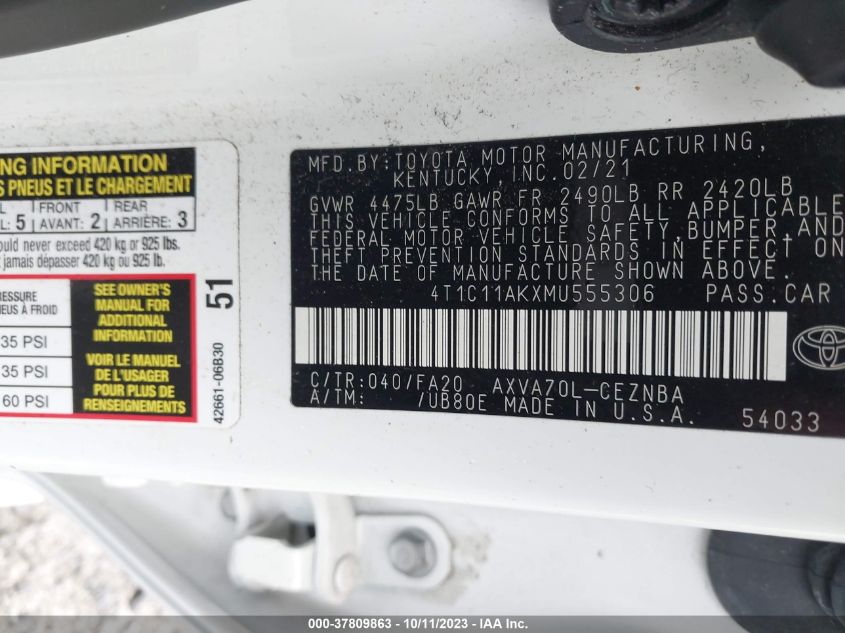 NG INFORMATION
S PNEUS ET LE CHARGEMENT
L FRONT REAR
L: 5 AVANT: 2 ARRIÈRE: 3
ould never exceed 420 kg or 925 lbs.
t jamais dépasser 420 kg ou 925 lb.
RESSURE
NEUS À FROID
35 PSI
35 PSI
60 PSI
SEE OWNER'S
MANUAL FOR
ADDITIONAL
INFORMATION
VOIR LE MANUEL
DE L'USAGER
POUR PLUS DE
RENSEIGNEMENTS
51
42661-06B30
MFD.BY:TOYOTA MOTOR MANUFACTURING,
KENTUCKY,INC.02/21
GVWR 4475LB GAWR FR 2490LB RR 2420LB
THIS VEHICLE CONFORMS TO ALL APPLICABLE
FEDERAL MOTOR VEHICLE SAFETY,BUMPER,AND
THEFT PREVENTION STANDARDS IN EFFECT ON
THE DATE OF MANUFACTURE SHOWN ABOVE.
4T1C11AKXMU555306 PASS.CAR
C/TR:040/FA20 AXVA70L-CEZNBA
A/TM: /UB80E MADE IN U.S.A. 54033
000-37809863 - 10/11/2023 - IAAI.com